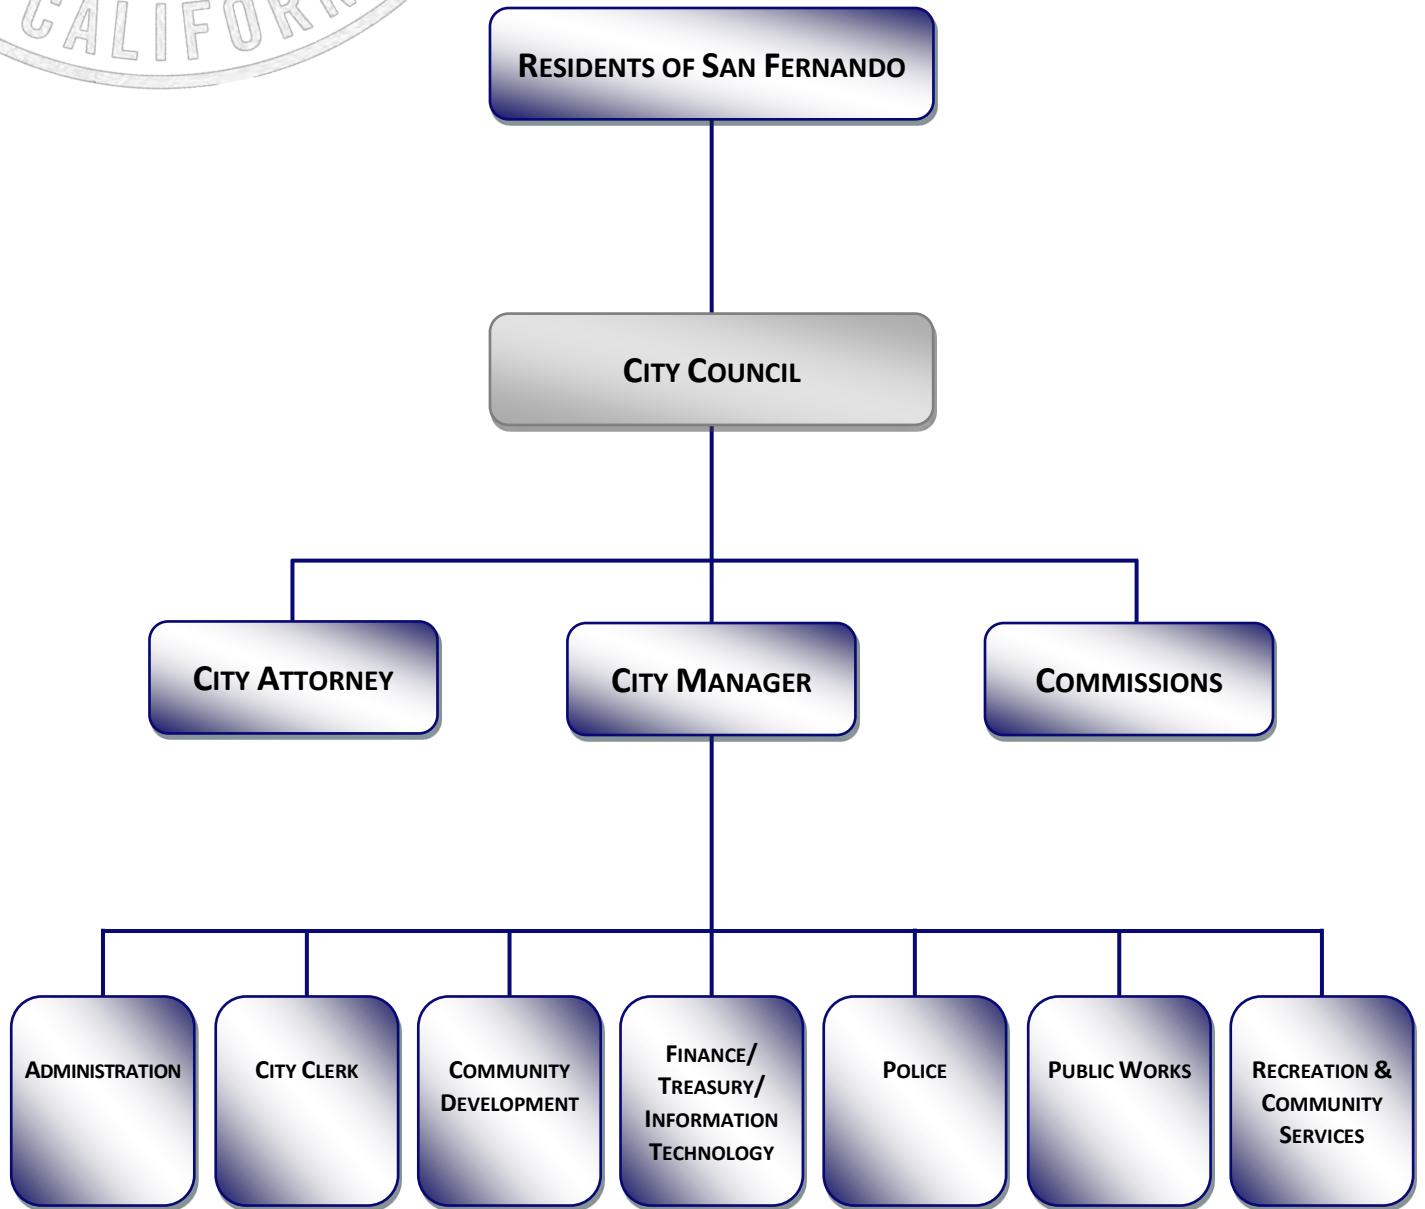 CALIFORN
RESIDENTS OF SAN FERNANDO
CITY COUNCIL
CITY ATTORNEY
CITY MANAGER
COMMISSIONS
ADMINISTRATION
CITY CLERK
COMMUNITY
DEVELOPMENT
FINANCE/
TREASURY/
INFORMATION
TECHNOLOGY
POLICE
PUBLIC WORKS
RECREATION &
COMMUNITY
SERVICES